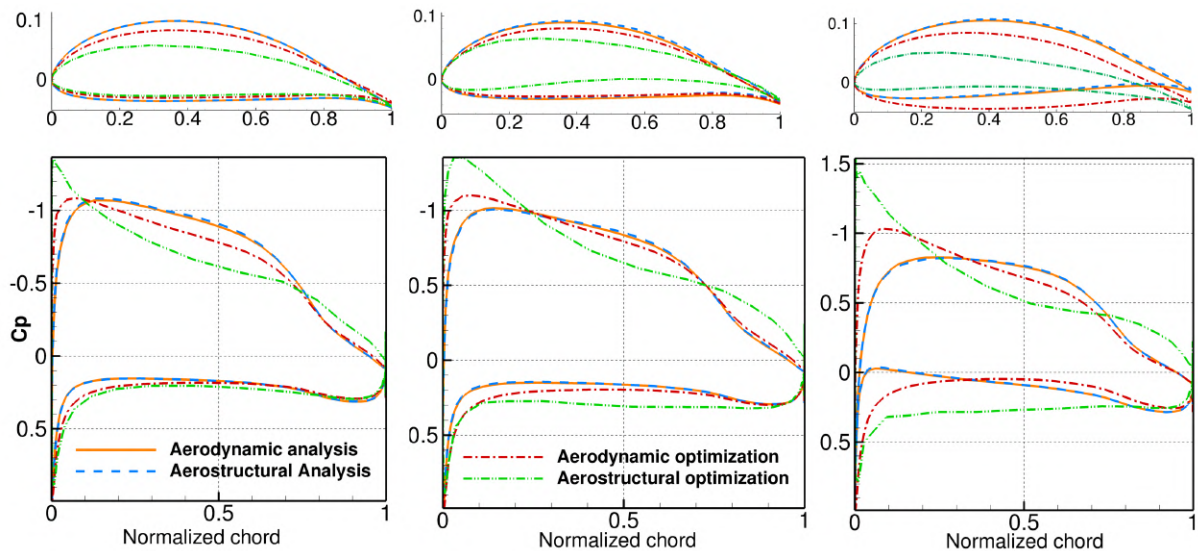 0.1
0
0 0.2 0.4 0.6 0.8 1
0.1
0
0 0.2 0.4 0.6 0.8 1
0.1
0
0 0.2 0.4 0.6 0.8 1
-1
-0.5
0
0.5
Cp
0 0.5 1
Normalized chord
Aerodynamic analysis
Aerostructural Analysis
-1
-0.5
0
0.5
0 0.5 1
Normalized chord
Aerodynamic optimization
Aerostructural optimization
1.5
-1
0.5
0
0.5
0 0.5 1
Normalized chord